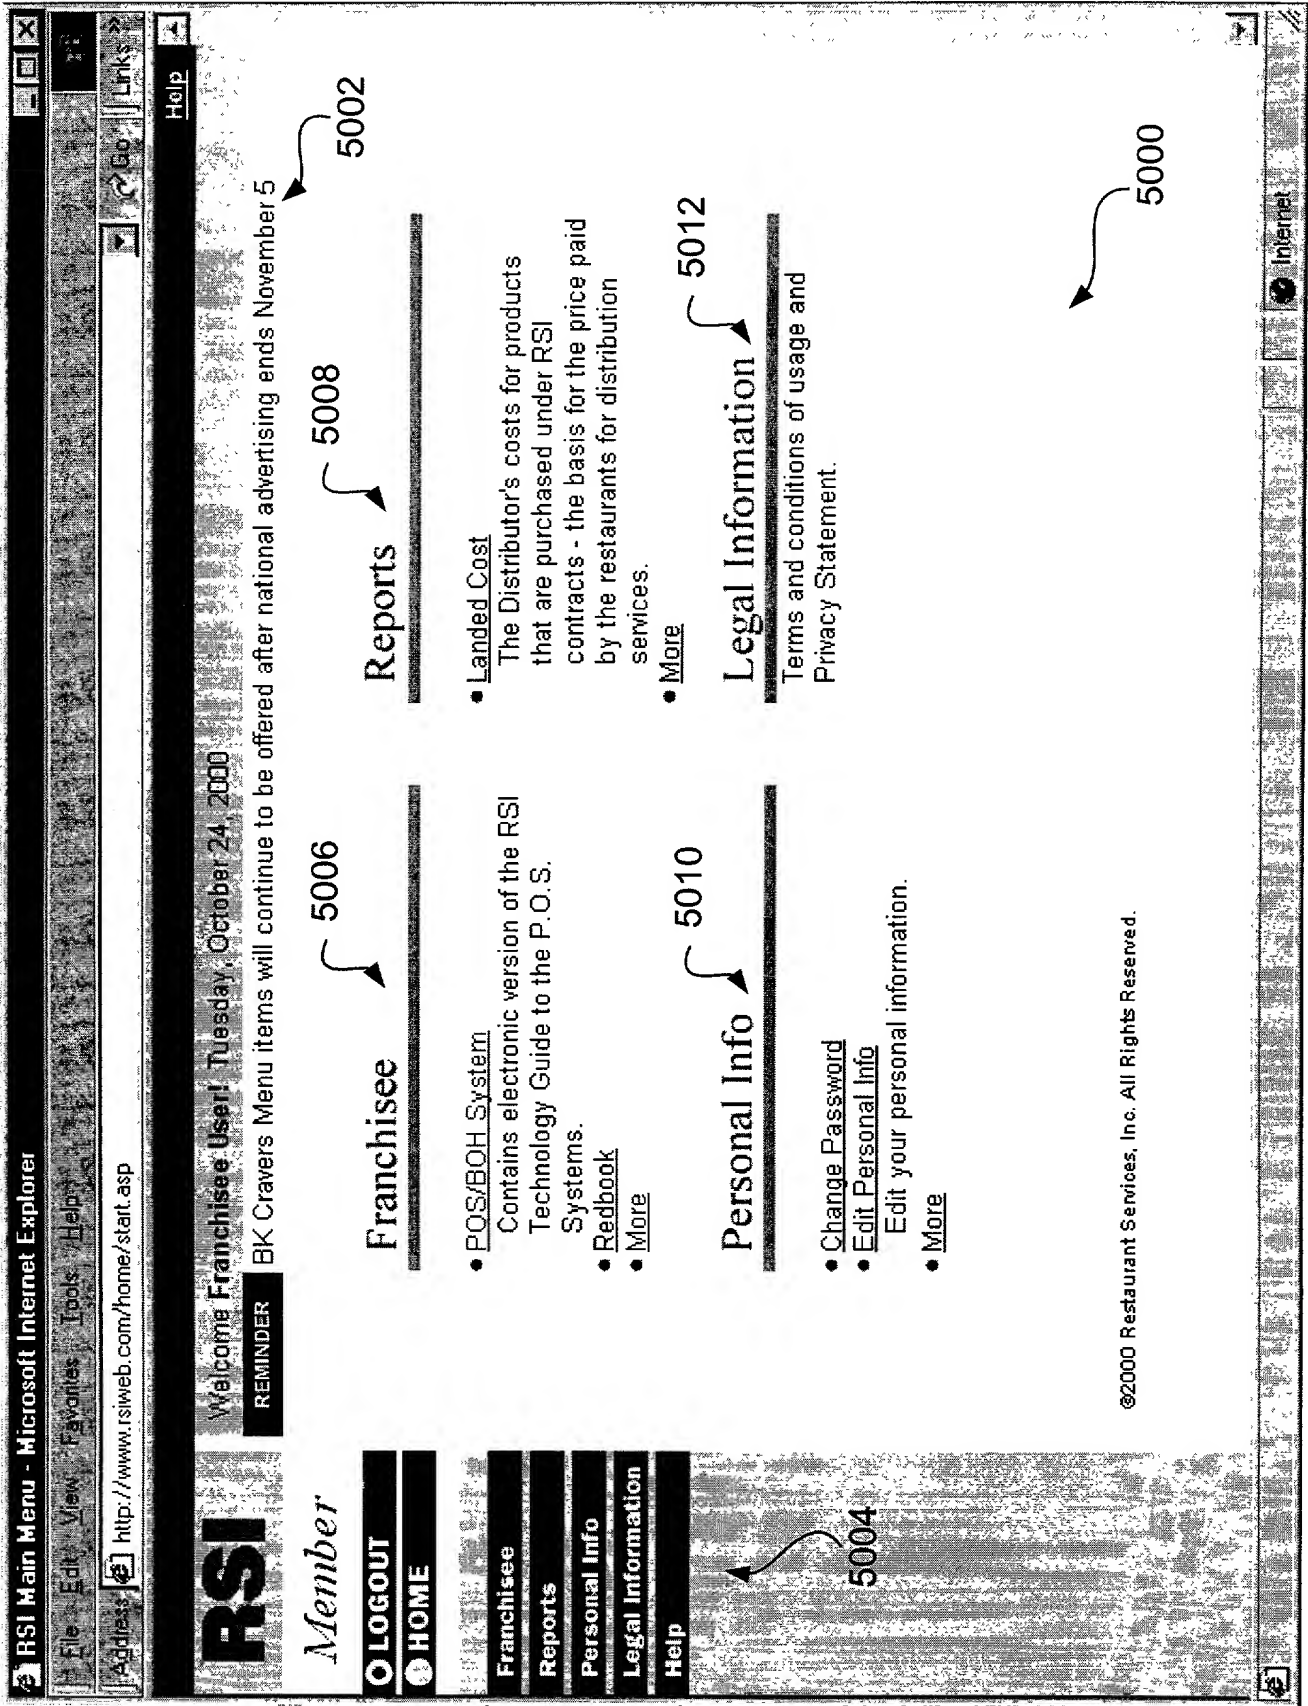 RSI Main Menu - Microsoft Internet Explorer
File Edit View Favorites Tools Help
Address http://www.rsiweb.com/home/start.asp Go Links »
Help
RSI
Welcome Franchisee User! Tuesday, October 24, 2000
REMINDER BK Cravers Menu items will continue to be offered after national advertising ends November 5
5002
Member
LOGOUT
HOME
Franchisee
Reports
Personal Info
Legal Information
Help
5004
Franchisee
5006
• POS/BOH System
Contains electronic version of the RSI
Technology Guide to the P.O.S.
Systems.
• Redbook
• More
Reports
5008
• Landed Cost
The Distributor's costs for products
that are purchased under RSI
contracts - the basis for the price paid
by the restaurants for distribution
services.
• More
Personal Info
5010
• Change Password
• Edit Personal Info
Edit your personal information.
• More
Legal Information
5012
Terms and conditions of usage and
Privacy Statement.
5000
©2000 Restaurant Services, Inc. All Rights Reserved.
Internet